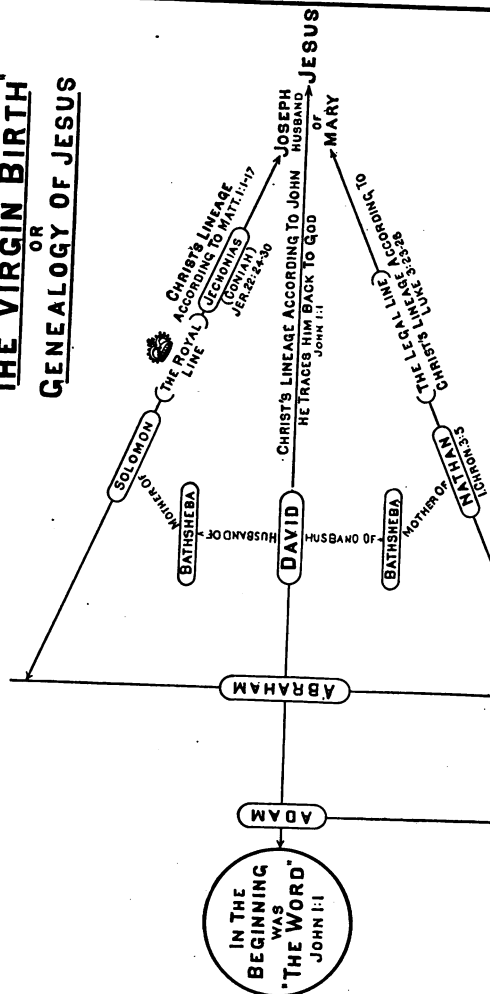 THE VIRGIN BIRTH"
OR
GENEALOGY OF JESUS
IN THE
BEGINNING
WAS
"THE WORD"
JOHN 1:1
ADAM
ABRAHAM
SOLOMON
MOTHER OF
BATHSHEBA
HUSBAND OF
DAVID
HUSBAND OF
BATHSHEBA
MOTHER OF
NATHAN
I.CHRON.3:5
THE ROYAL
LINE
CHRIST'S LINEAGE
ACCORDING TO MATT.1:1-17
JECHONIAS
(CONIAH)
JER.22:24-30
CHRIST'S LINEAGE ACCORDING TO JOHN
HE TRACES HIM BACK TO GOD
JOHN 1:1
THE LEGAL LINE
CHRIST'S LINEAGE ACCORDING TO
LUKE 3:23-28
JOSEPH
HUSBAND
OF
MARY
JESUS